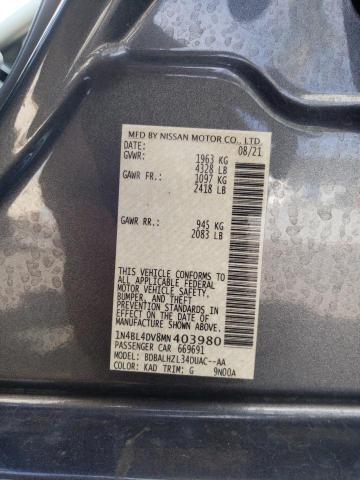 MFD BY NISSAN MOTOR CO., LTD.
DATE: 08/21
GVWR: 1963 KG
4328 LB
GAWR FR.: 1097 KG
2418 LB
GAWR RR.: 945 KG
2083 LB
THIS VEHICLE CONFORMS TO
ALL APPLICABLE FEDERAL
MOTOR VEHICLE SAFETY,
BUMPER, AND THEFT
PREVENTION STANDARDS
IN EFFECT ON THE DATE OF
MANUFACTURE SHOWN ABOVE.
1N4BL4DV8MN403980
PASSENGER CAR 669691
MODEL: BDBALHZL34DUAC--AA
COLOR: KAD TRIM: G 9N00A